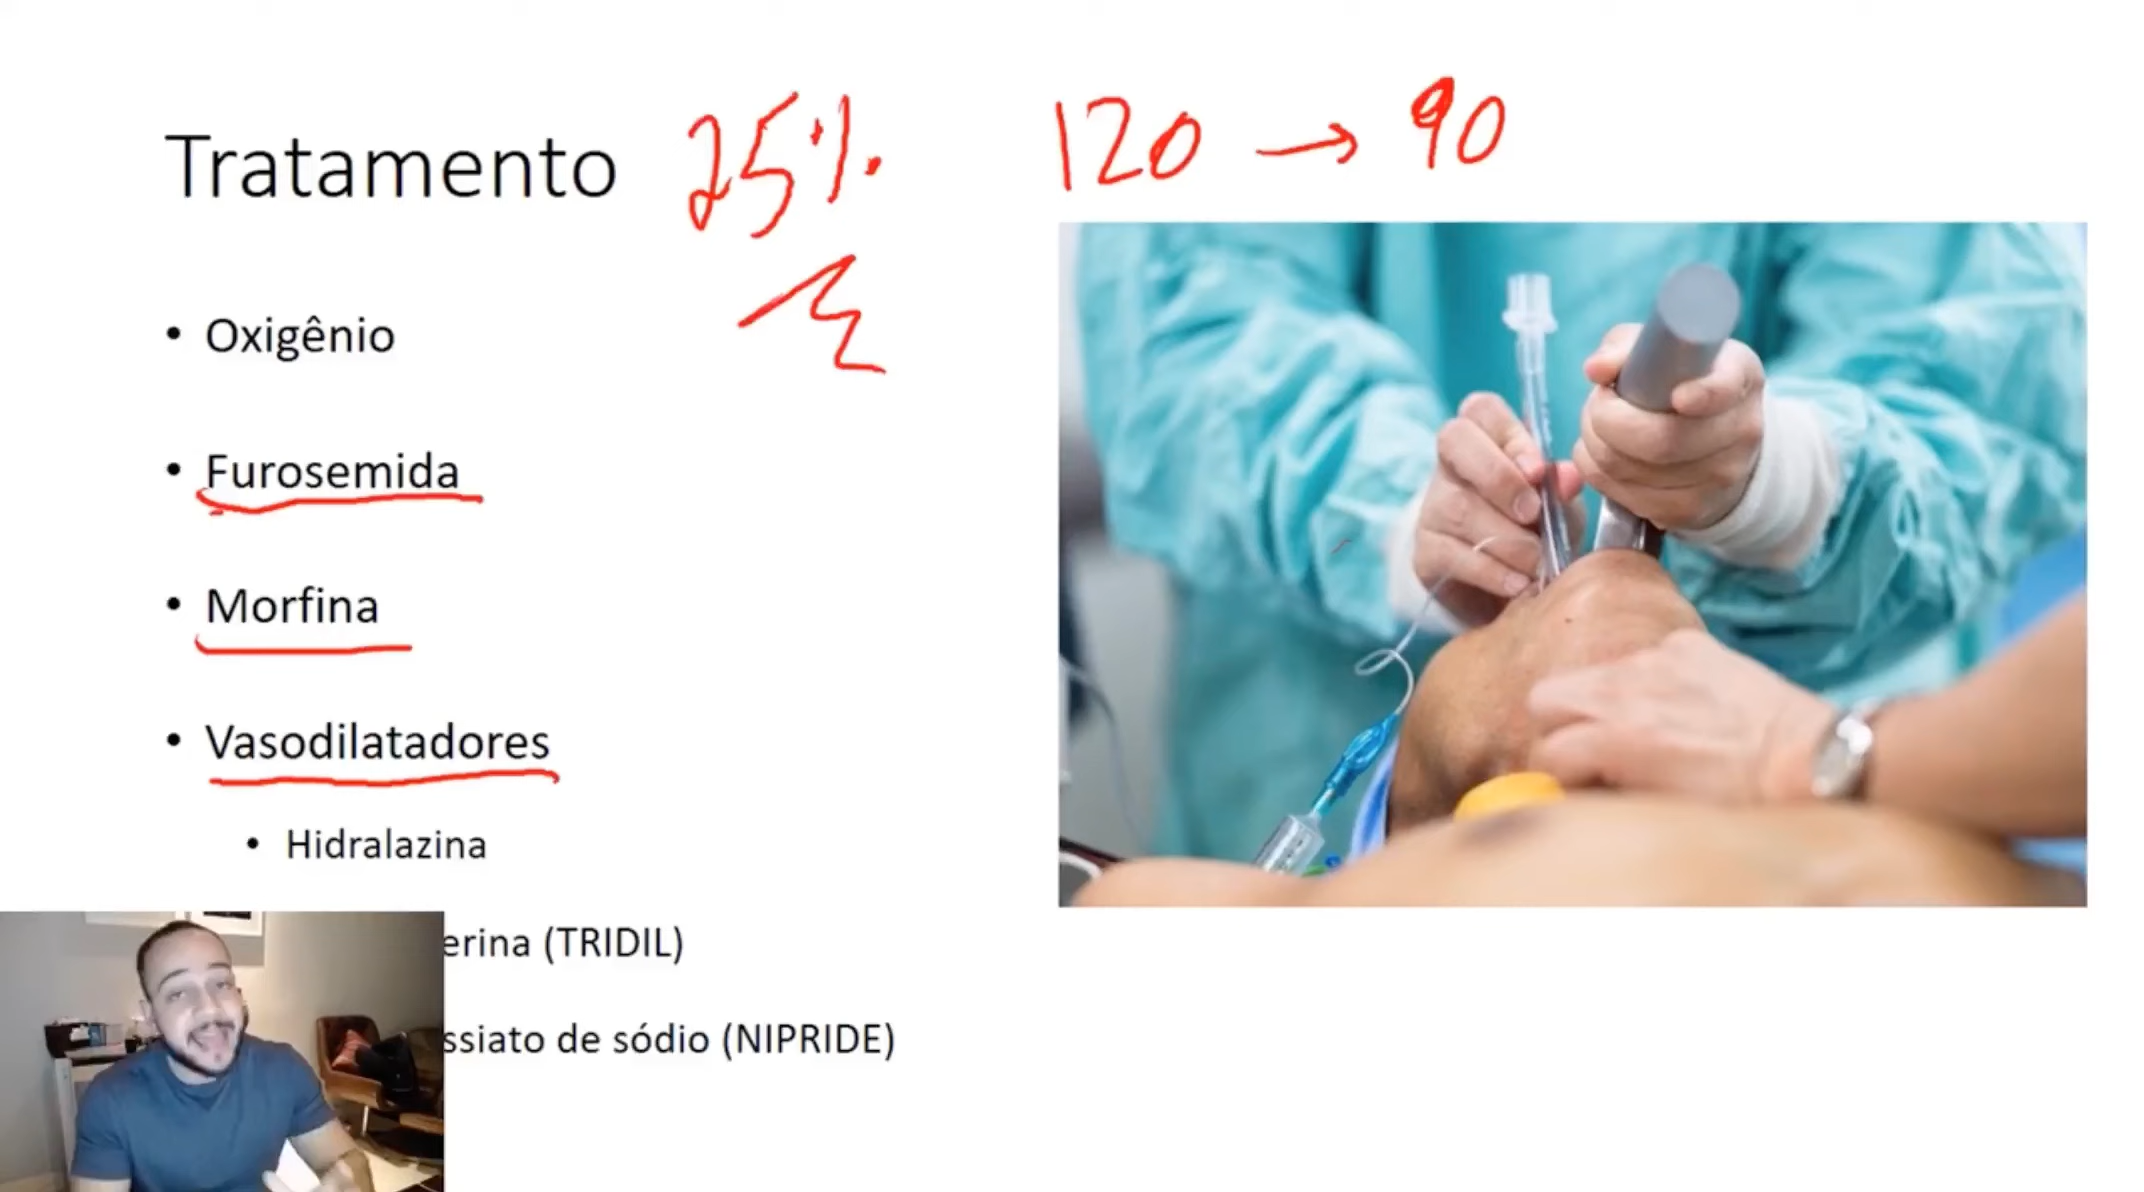 Tratamento 25% 120 → 90
• Oxigênio
• Furosemida
• Morfina
• Vasodilatadores
• Hidralazina
erina (TRIDIL)
ssiato de sódio (NIPRIDE)